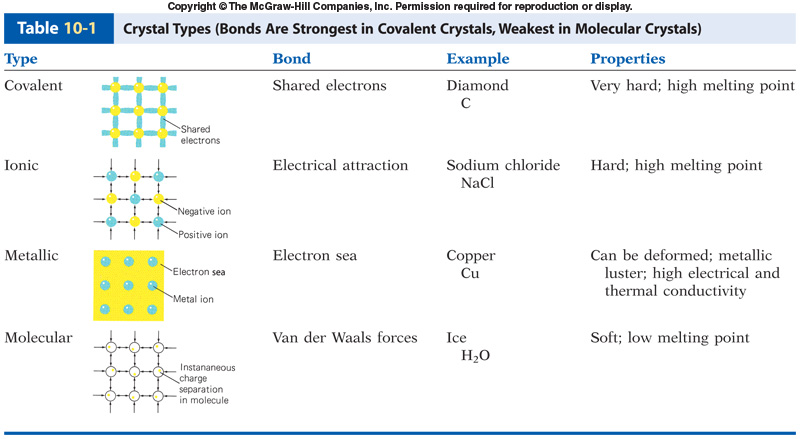 Copyright © The McGraw-Hill Companies, Inc. Permission required for reproduction or display.
Table 10-1 Crystal Types (Bonds Are Strongest in Covalent Crystals, Weakest in Molecular Crystals)
Type Bond Example Properties
Covalent Shared electrons Diamond Very hard; high melting point
C
Shared
electrons
Ionic Electrical attraction Sodium chloride Hard; high melting point
NaCl
Negative ion
Positive ion
Metallic Electron sea Copper Can be deformed; metallic
Electron sea Cu luster; high electrical and
thermal conductivity
Metal ion
Molecular Van der Waals forces Ice Soft; low melting point
H₂O
Instananeous
charge
separation
in molecule